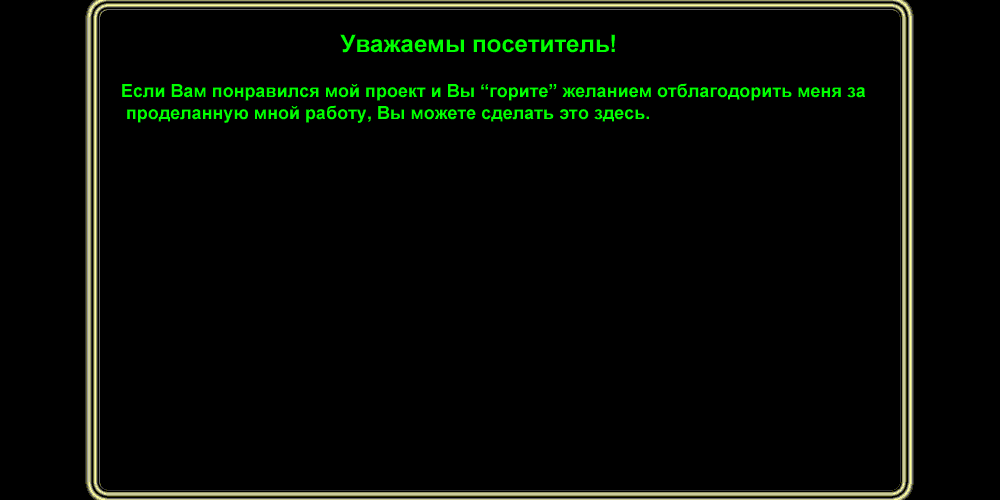 Уважаемы посетитель!
Если Вам понравился мой проект и Вы “горите” желанием отблагодорить меня за
проделанную мной работу, Вы можете сделать это здесь.